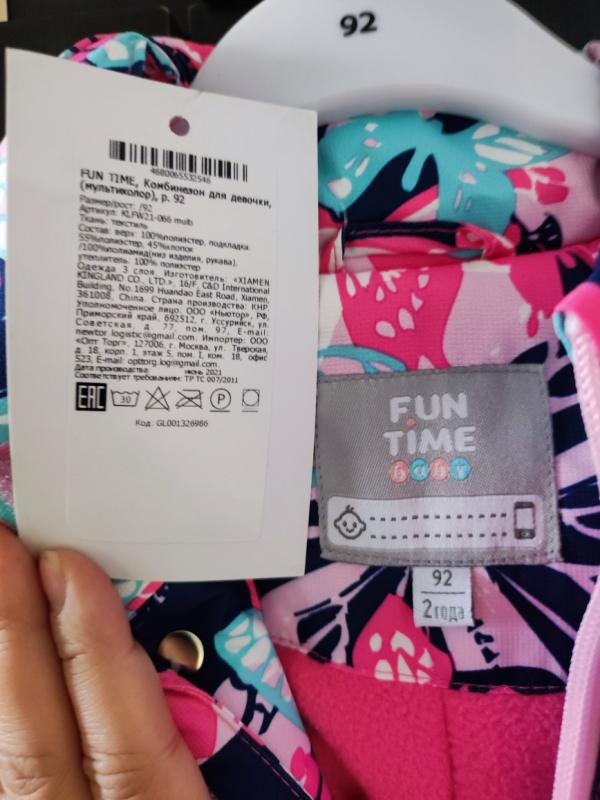 92
4680065532546
FUN TIME, Комбинезон для девочки,
(мультиколор), р. 92
Размер/рост: /92
Артикул: KLFW21-066 multi
Ткань: текстиль
Состав: верх: 100%полиэстер, подкладка:
55%полиэстер, 45%хлопок
/100%полиамид(низ изделия, рукава),
утеплитель: 100% полиэстер
Одежда 3 слоя. Изготовитель: «XIAMEN
KINGLAND CO., LTD.», 16/F, C&D International
Building, No.1699 Huandao East Road, Xiamen,
361008, China. Страна производства: КНР
Уполномоченное лицо: ООО «Ньютор», РФ,
Приморский край, 692512, г. Уссурийск, ул.
Советская, д. 77, пом. 97, E-mail:
newtor.logistic@gmail.com. Импортер: ООО
«Опт Торг», 127006, г. Москва, ул. Тверская,
д. 18, корп. 1, этаж 5, пом. I, ком. 18, офис
523, E-mail: opttorg.log@gmail.com
Дата производства: июнь 2021
Соответствует требованиям: ТР ТС 007/2011
EAC 30 P
Код: GL001326986
FUN
TIME
baby
92
2 года